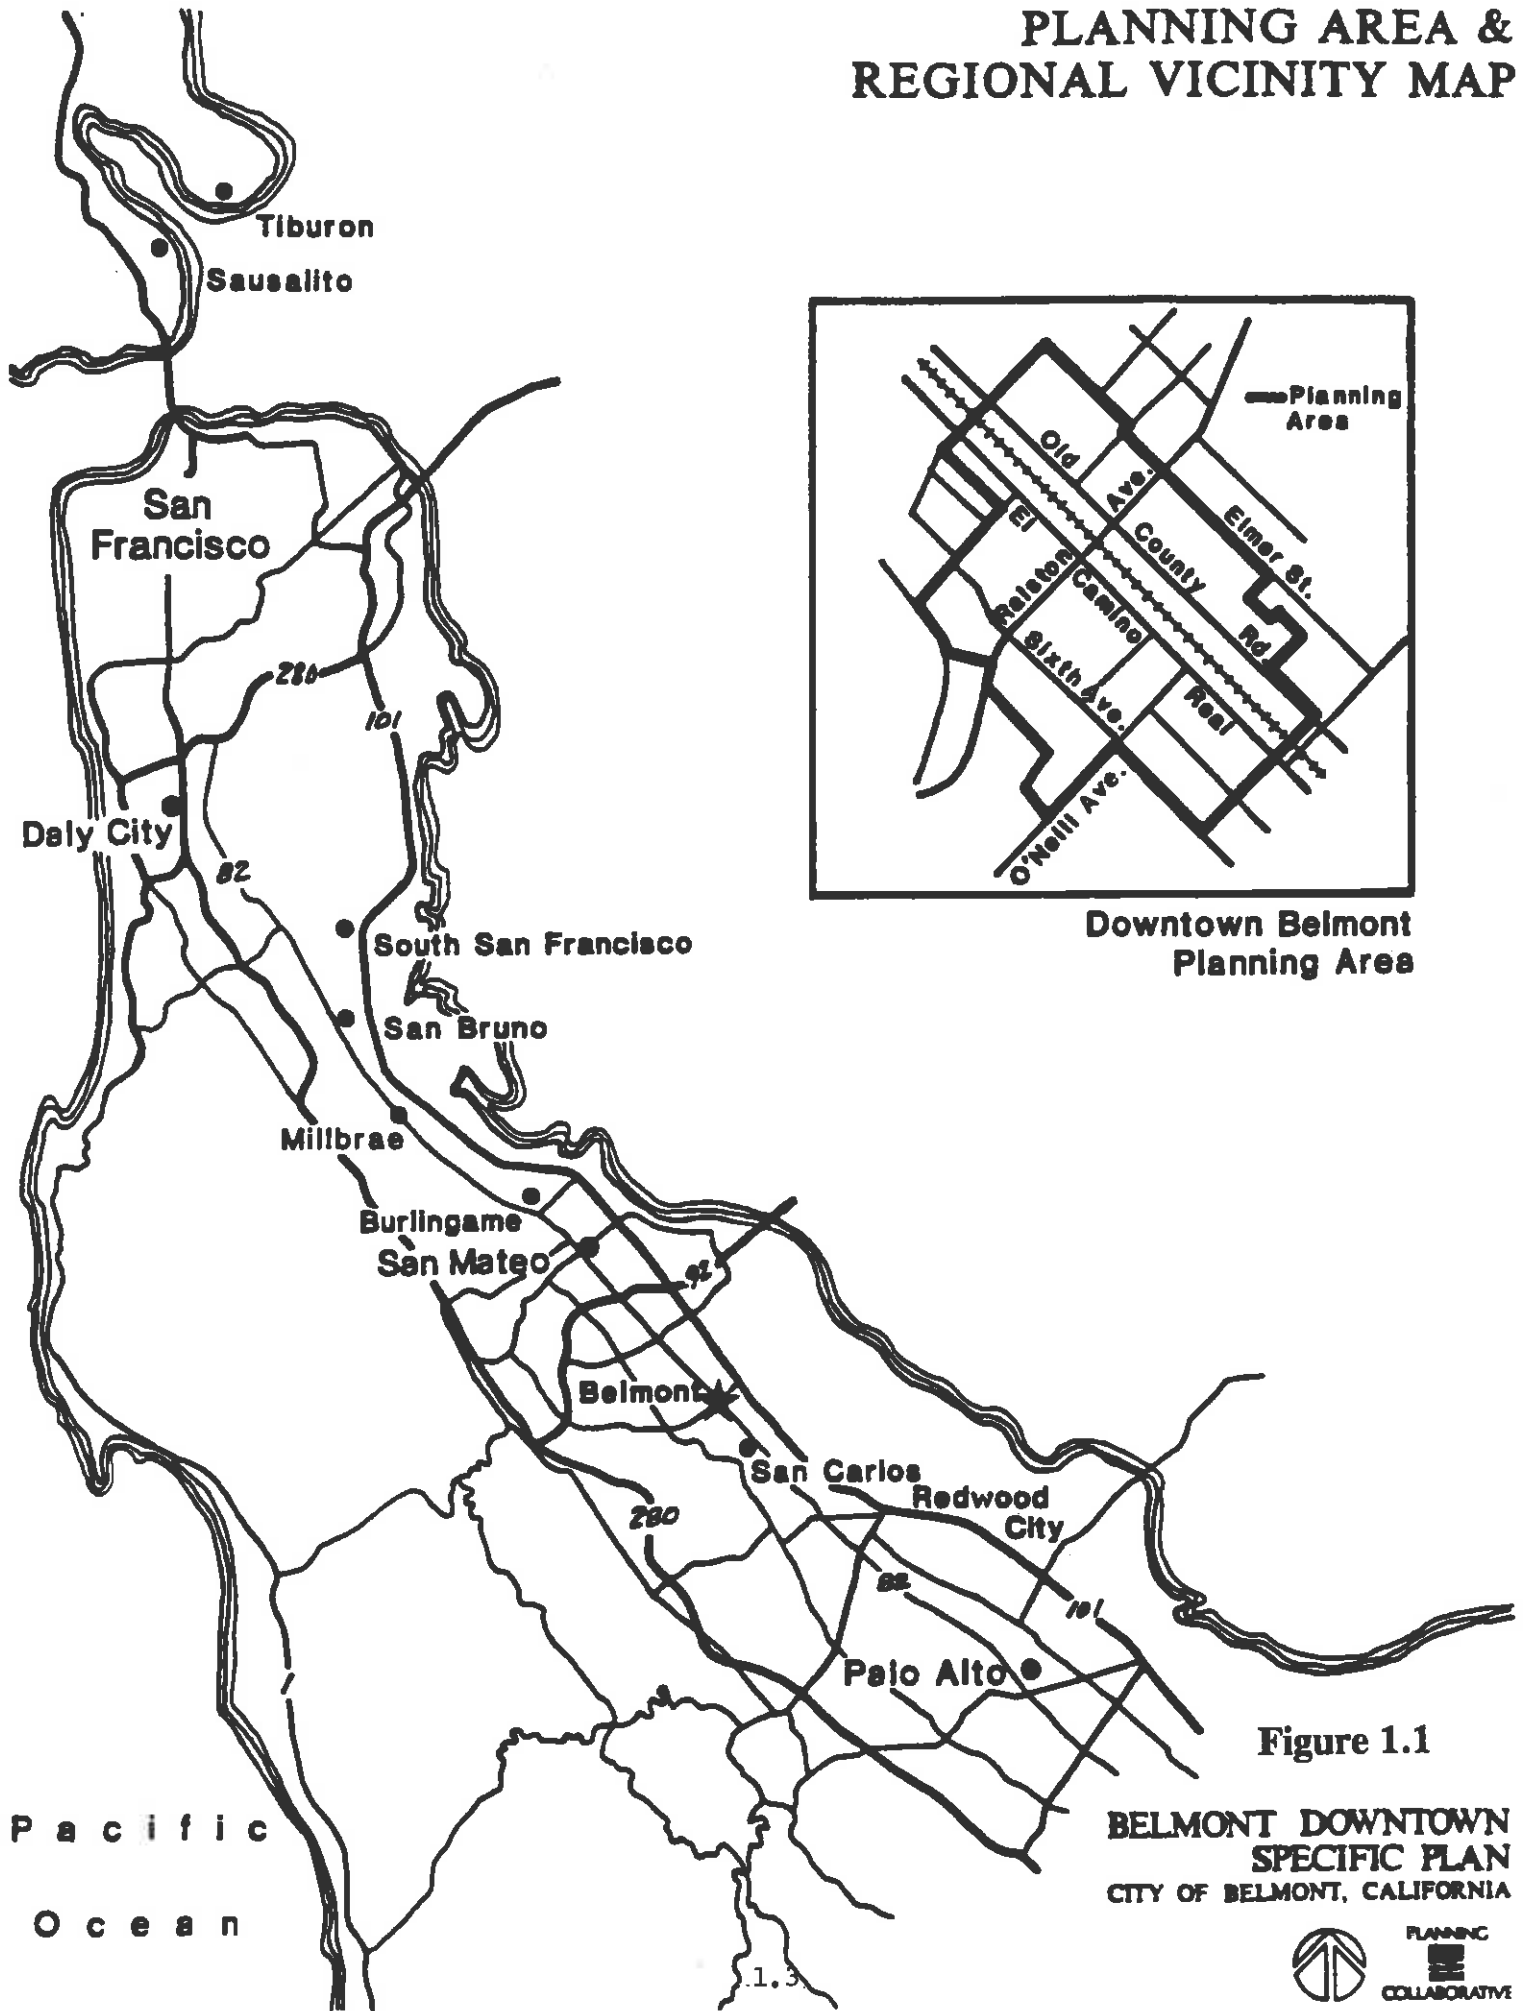 PLANNING AREA &
REGIONAL VICINITY MAP
Tiburon
Sausalito
San
Francisco
280
101
Daly City
82
South San Francisco
San Bruno
Millbrae
Burlingame
San Mateo
92
Belmont
San Carlos
Redwood
City
280
82
101
Palo Alto
1
Pacific
Ocean
Planning
Area
Old
County
Rd.
Ralston
Ave.
El
Camino
Real
Elmer St.
Sixth Ave.
O'Neill Ave.
Downtown Belmont
Planning Area
Figure 1.1
BELMONT DOWNTOWN
SPECIFIC PLAN
CITY OF BELMONT, CALIFORNIA
PLANNING
COLLABORATIVE
1.3